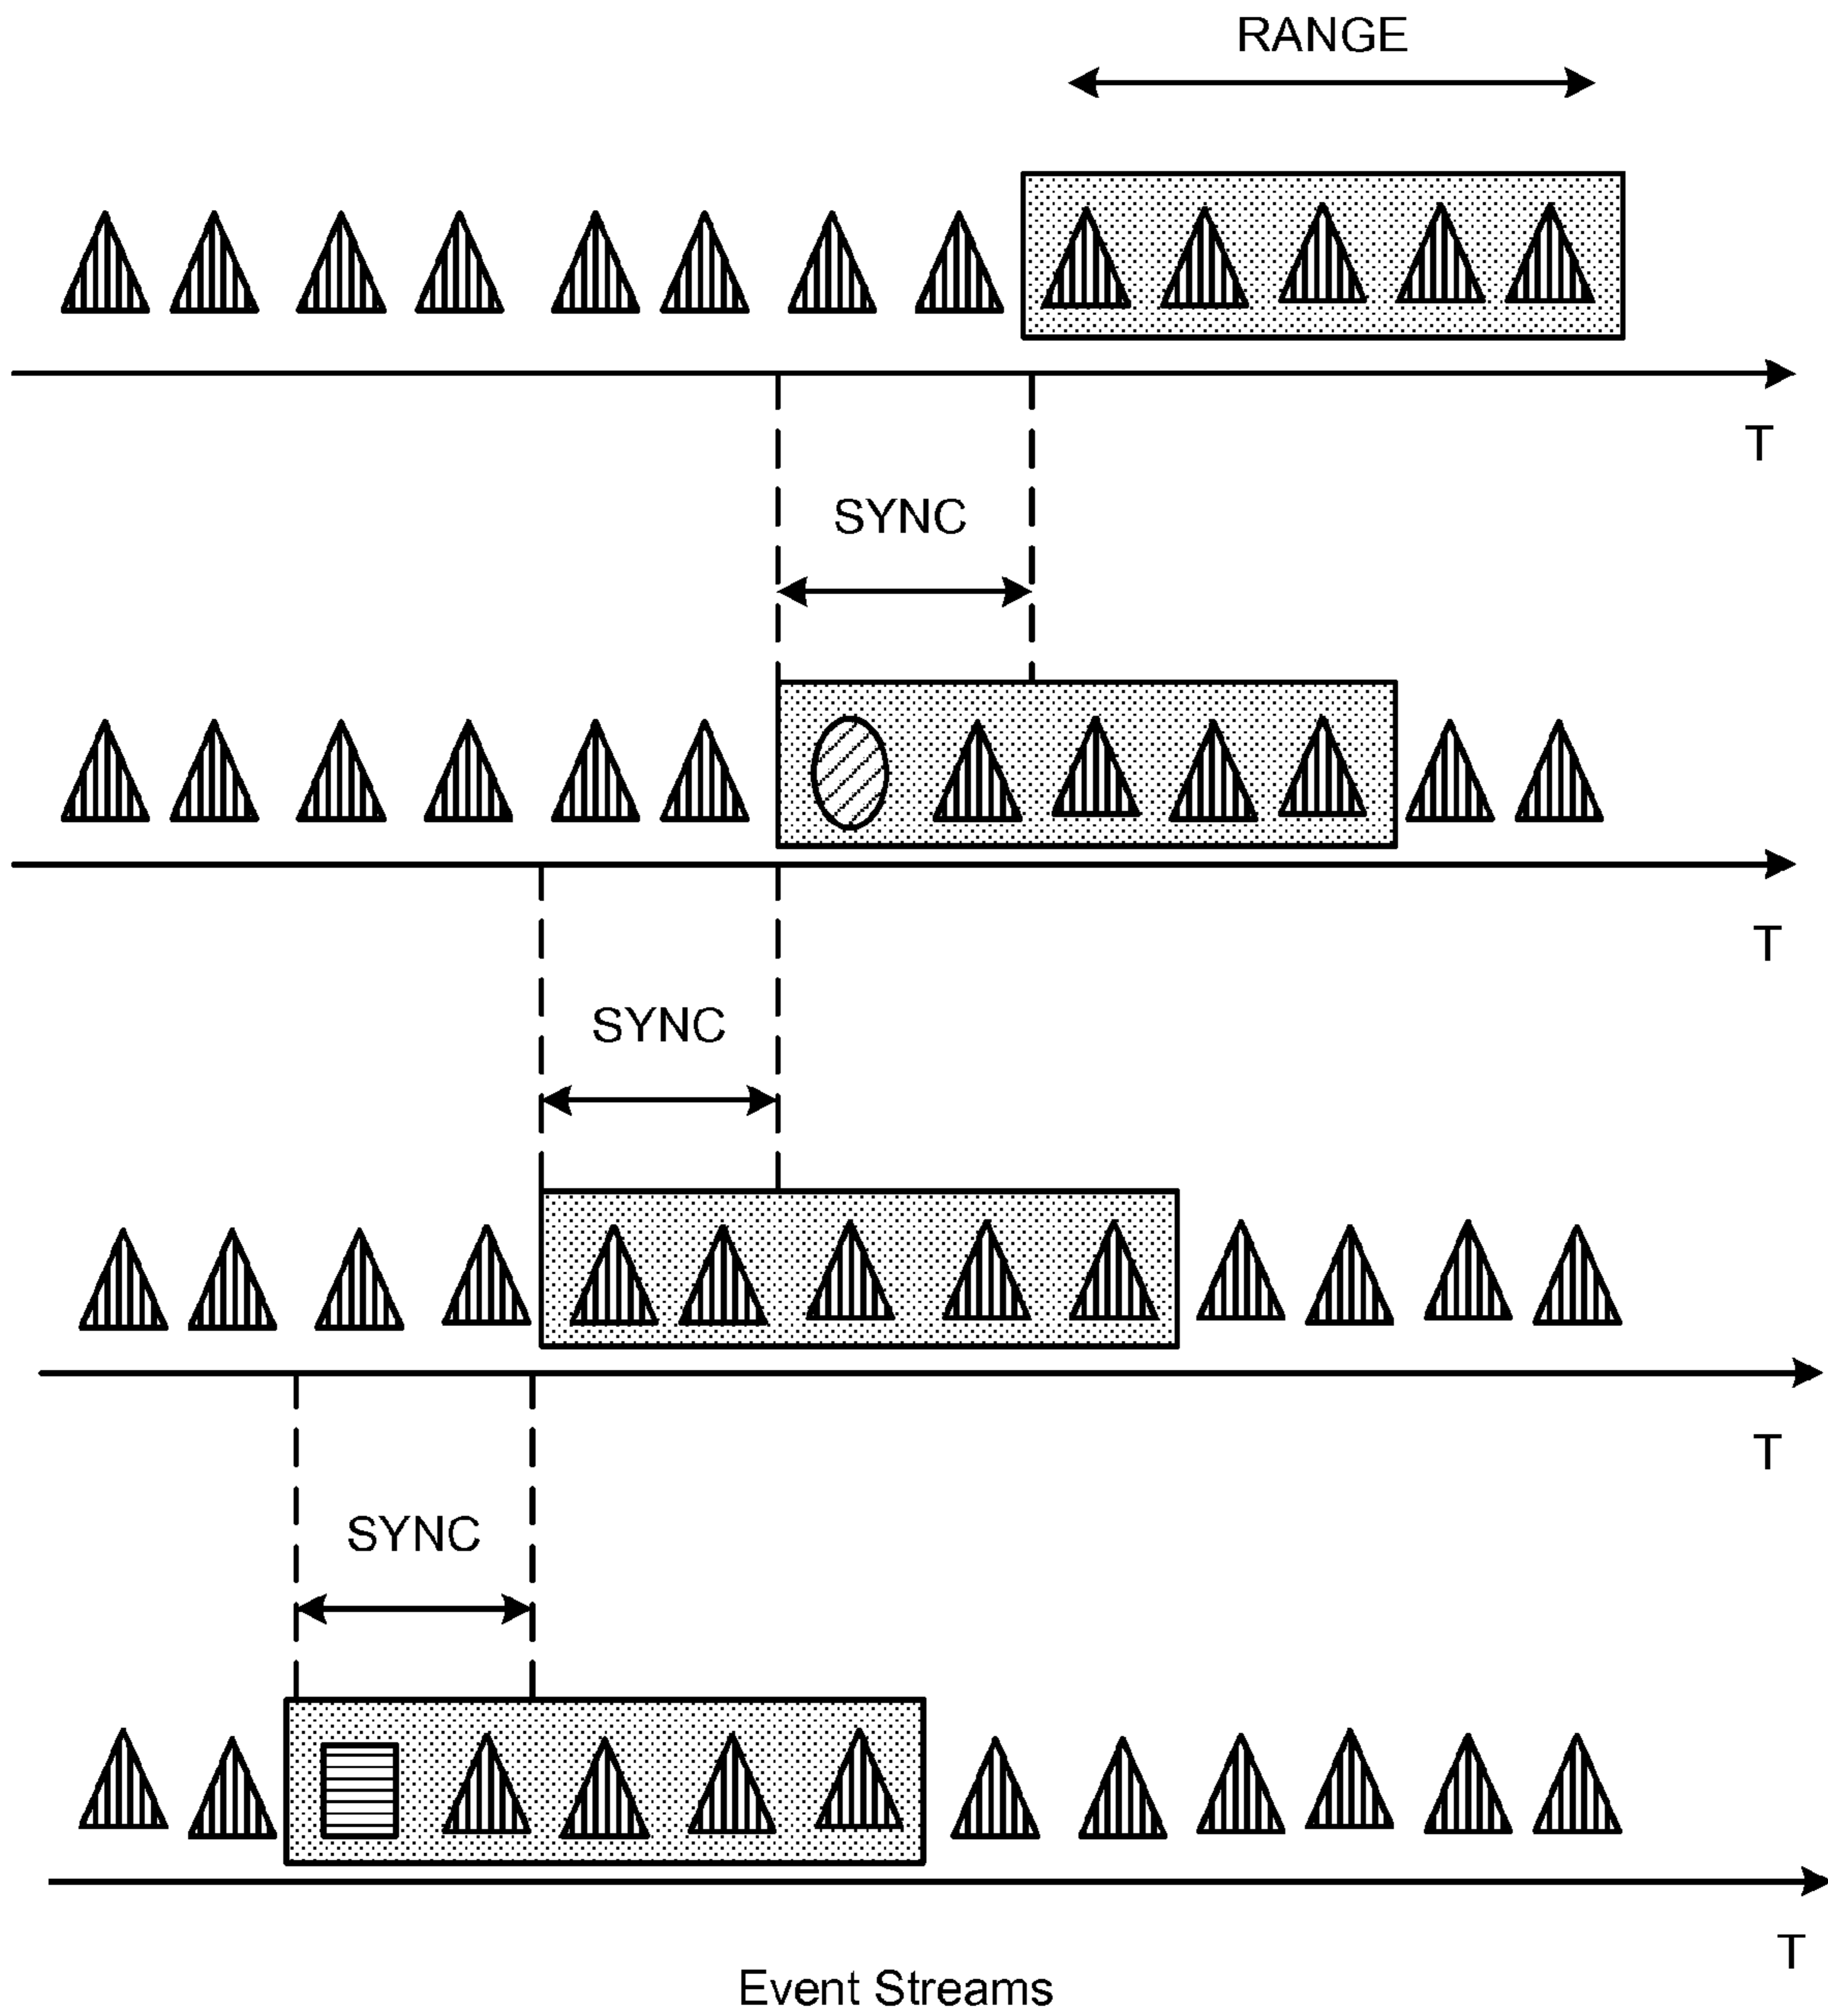 RANGE
T
SYNC
T
SYNC
T
SYNC
T
Event Streams